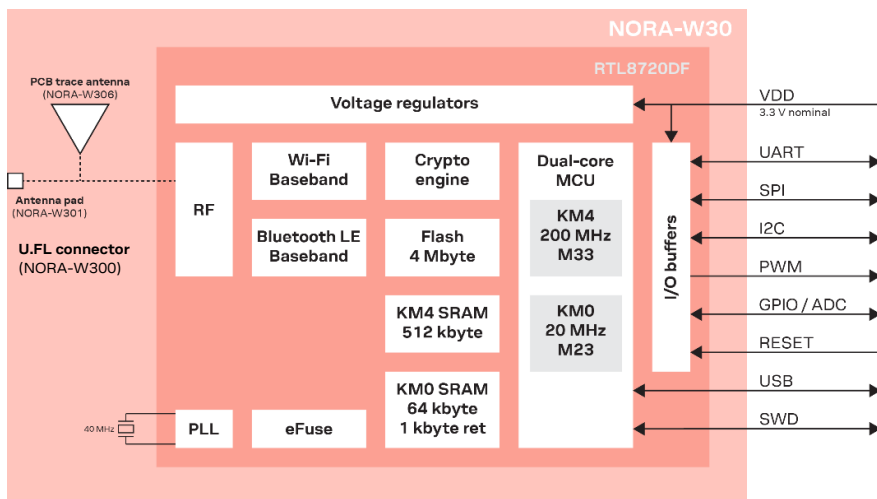 NORA-W30
RTL8720DF
PCB trace antenna
(NORA-W306)
Voltage regulators
VDD
3.3 V nominal
RF
Wi-Fi
Baseband
Crypto
engine
Dual-core
MCU
UART
Antenna pad
(NORA-W301)
U.FL connector
(NORA-W300)
Bluetooth LE
Baseband
Flash
4 Mbyte
KM4
200 MHz
M33
I/O buffers
SPI
I2C
PWM
KM4 SRAM
512 kbyte
KM0
20 MHz
M23
GPIO / ADC
RESET
40 MHz
PLL
eFuse
KM0 SRAM
64 kbyte
1 kbyte ret
USB
SWD